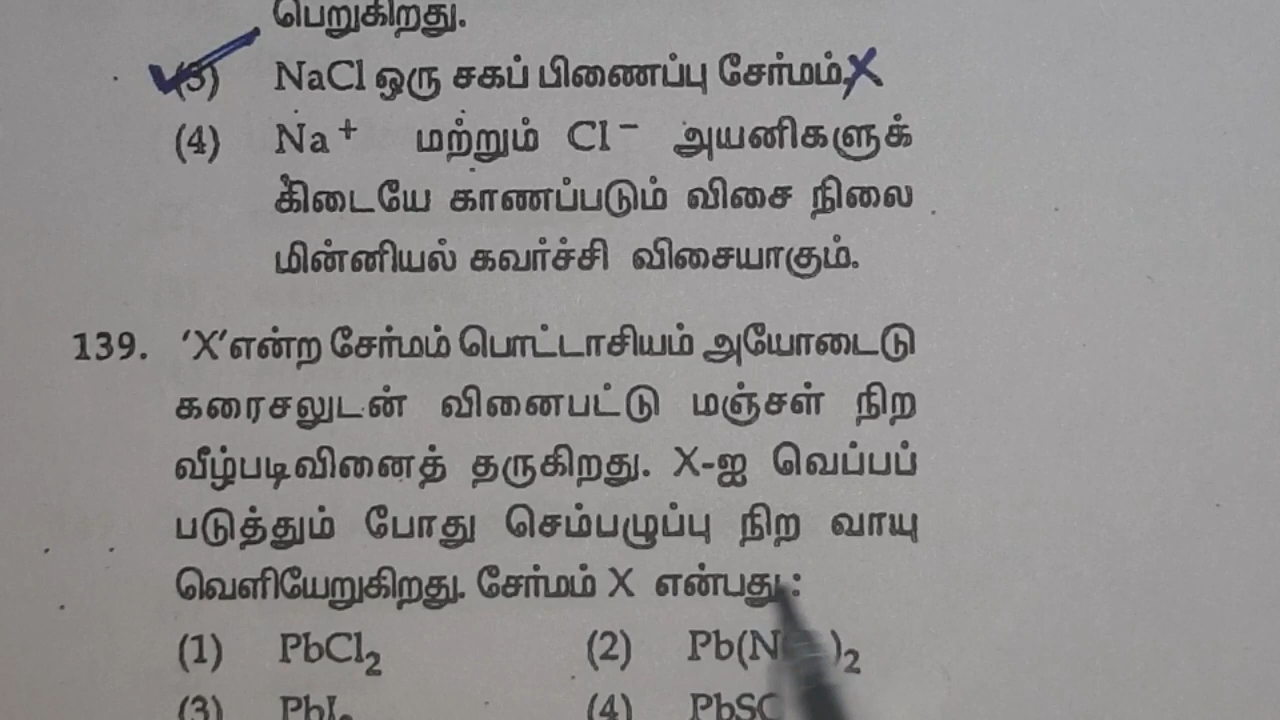 பெறுகிறது.
(3) NaCl ஒரு சகப் பிணைப்பு சேர்மம். X
(4) Na⁺ மற்றும் Cl⁻ அயனிகளுக்
கிடையே காணப்படும் விசை நிலை
மின்னியல் கவர்ச்சி விசையாகும்.
139. 'X' என்ற சேர்மம் பொட்டாசியம் அயோடைடு
கரைசலுடன் வினைபட்டு மஞ்சள் நிற
வீழ்படிவினைத் தருகிறது. X-ஐ வெப்பப்
படுத்தும் போது செம்பழுப்பு நிற வாயு
வெளியேறுகிறது. சேர்மம் X என்பது :
(1) PbCl₂ (2)
(3) (4)